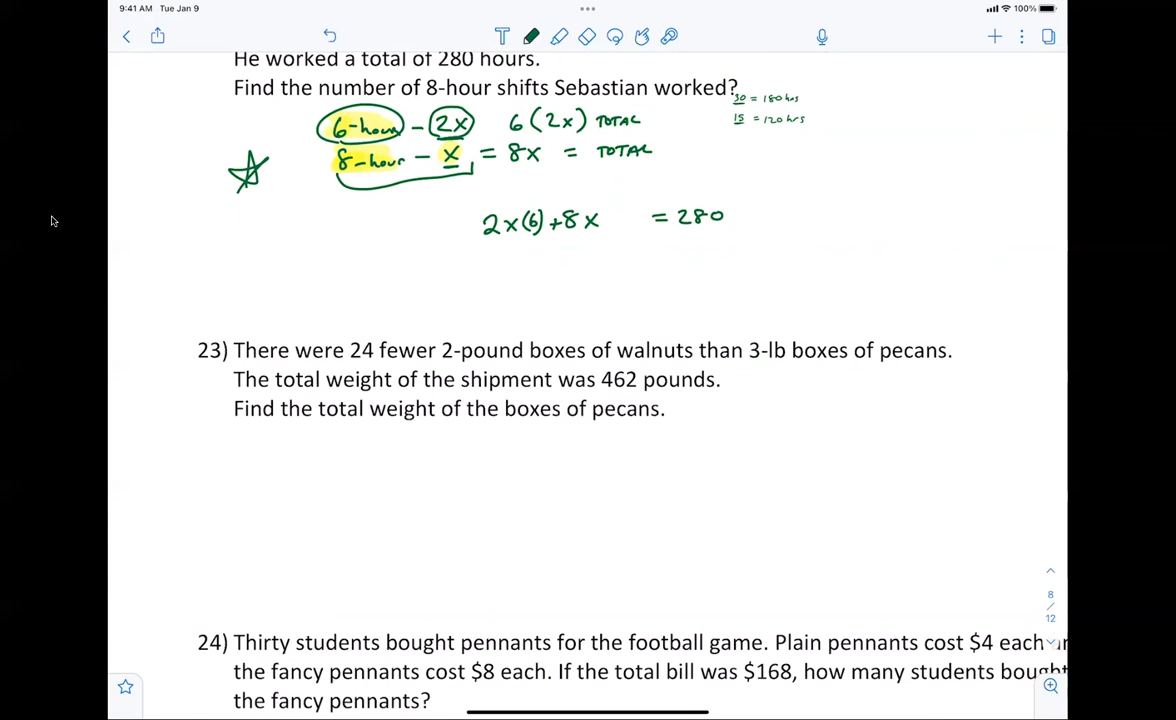 9:41 AM Tue Jan 9
100%
He worked a total of 280 hours.
Find the number of 8-hour shifts Sebastian worked?
30 = 180 hrs
6-hour - 2x 6(2x) TOTAL
15 = 120 hrs
8-hour - x = 8x = TOTAL
2x(6)+8x = 280
23) There were 24 fewer 2-pound boxes of walnuts than 3-lb boxes of pecans.
The total weight of the shipment was 462 pounds.
Find the total weight of the boxes of pecans.
8
/
12
24) Thirty students bought pennants for the football game. Plain pennants cost $4 each
the fancy pennants cost $8 each. If the total bill was $168, how many students bought
the fancy pennants?